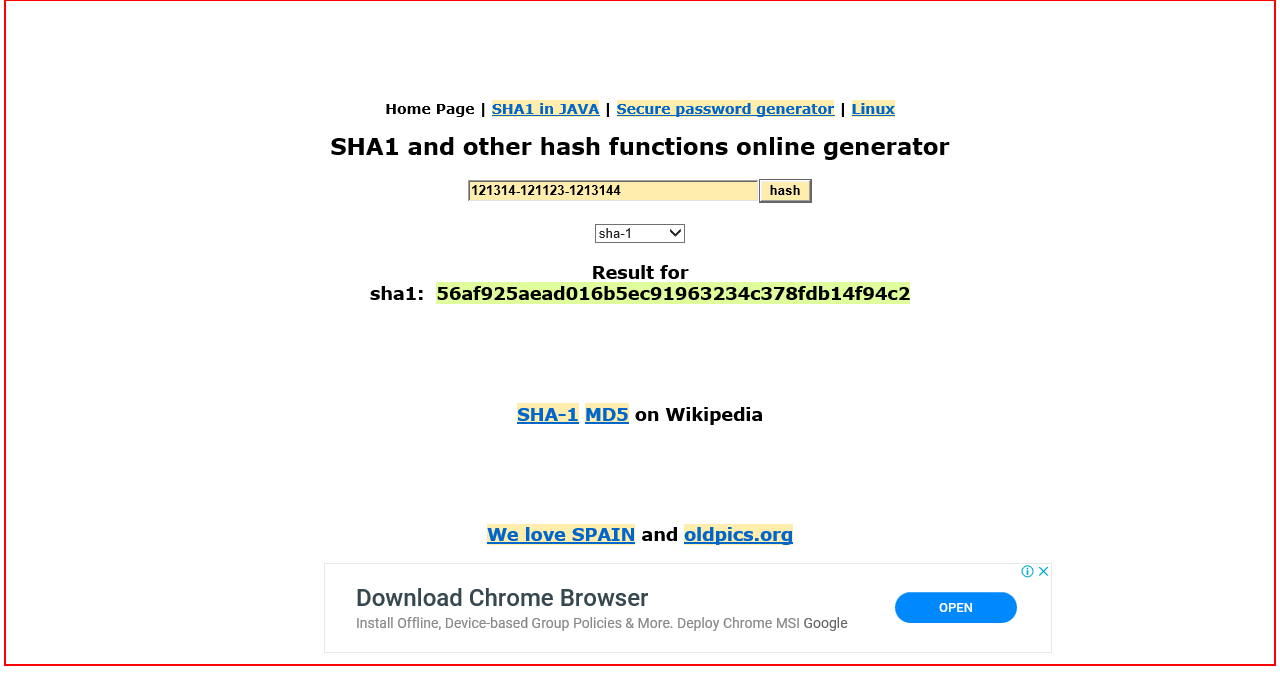 Home Page | SHA1 in JAVA | Secure password generator | Linux
SHA1 and other hash functions online generator
121314-121123-1213144 hash
sha-1
Result for
sha1: 56af925aead016b5ec91963234c378fdb14f94c2
SHA-1 MD5 on Wikipedia
We love SPAIN and oldpics.org
Download Chrome Browser
Install Offline, Device-based Group Policies & More. Deploy Chrome MSI Google
OPEN